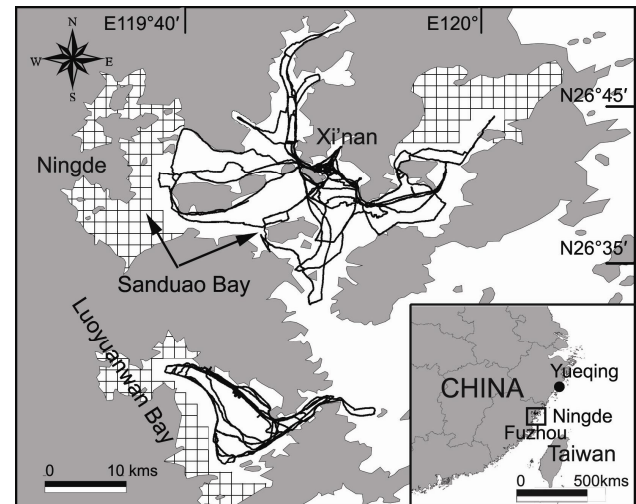 E119°40′
E120°
N
W
E
S
N26°45′
Xi'nan
Ningde
N26°35′
Sanduao Bay
Luoyuanwan Bay
Yueqing
CHINA
Ningde
Fuzhou
Taiwan
0 10 kms
0 500kms